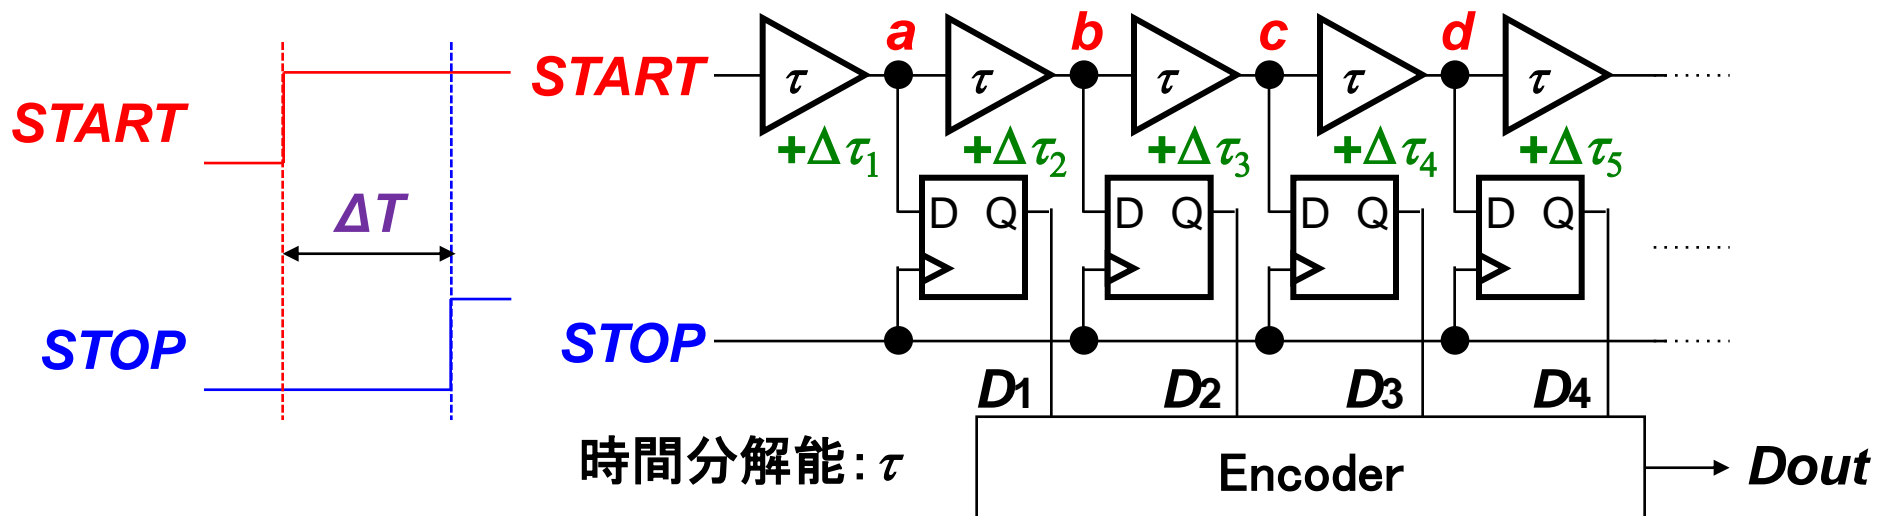 START
ΔT
STOP
START
a b c d
τ τ τ τ τ
+Δτ1 +Δτ2 +Δτ3 +Δτ4 +Δτ5
D Q D Q D Q D Q
STOP
D1 D2 D3 D4
時間分解能:τ
Encoder
Dout